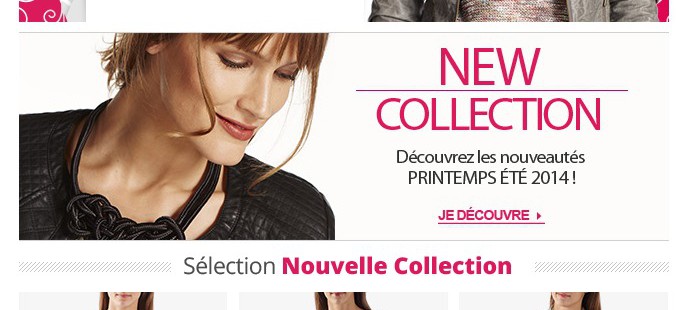 NEW
COLLECTION
Découvrez les nouveautés
PRINTEMPS ÉTÉ 2014 !
JE DÉCOUVRE
Sélection Nouvelle Collection